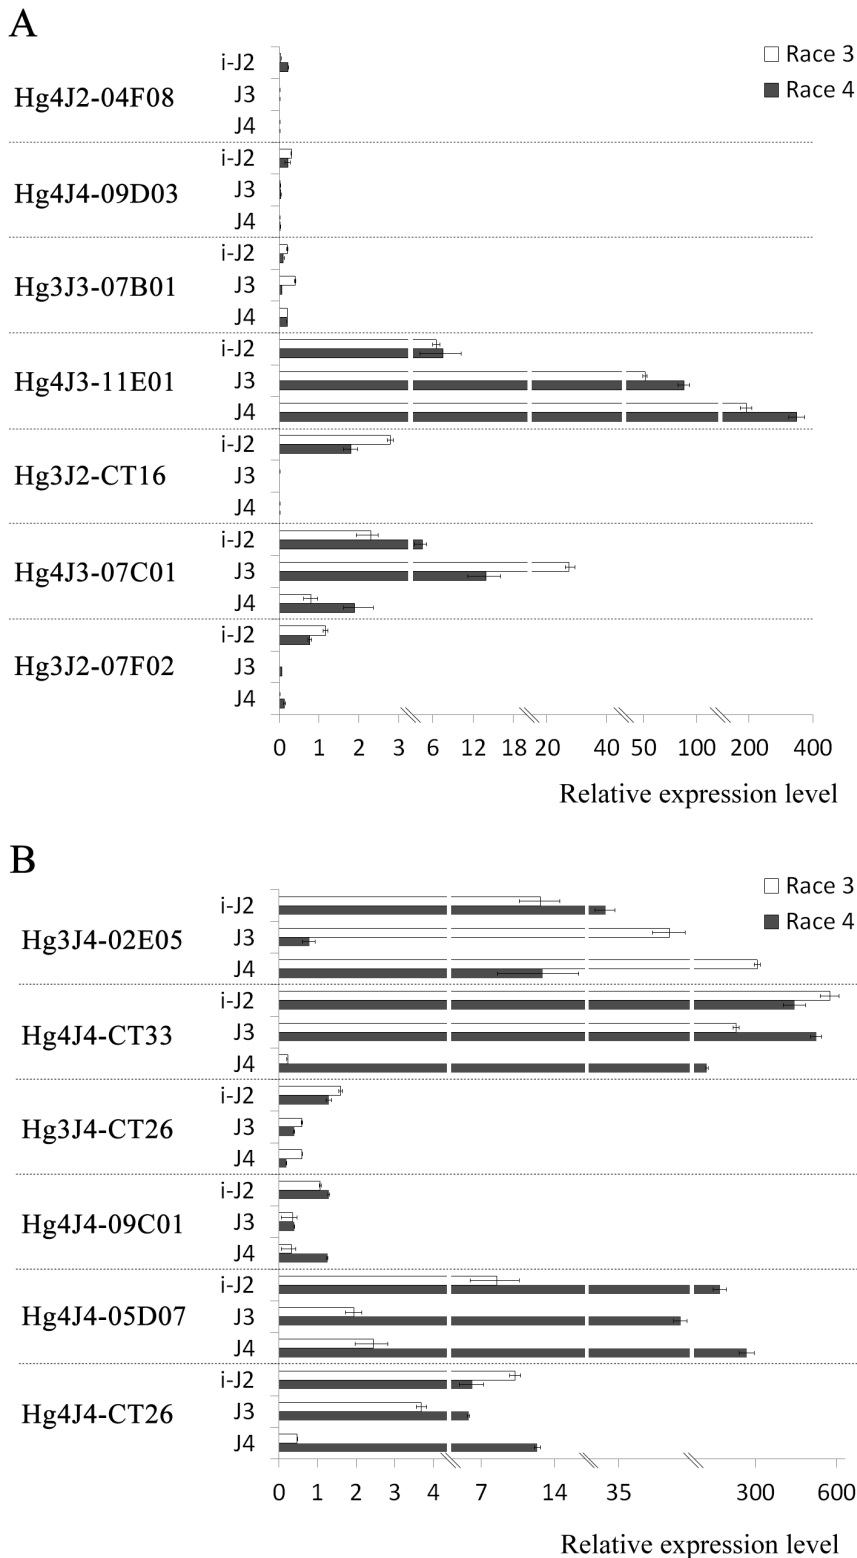 A
Race 3
Race 4
Hg4J2-04F08
i-J2
J3
J4
Hg4J4-09D03
i-J2
J3
J4
Hg3J3-07B01
i-J2
J3
J4
Hg4J3-11E01
i-J2
J3
J4
Hg3J2-CT16
i-J2
J3
J4
Hg4J3-07C01
i-J2
J3
J4
Hg3J2-07F02
i-J2
J3
J4
0 1 2 3 6 12 18 20 40 50 100 200 400
Relative expression level
B
Race 3
Race 4
Hg3J4-02E05
i-J2
J3
J4
Hg4J4-CT33
i-J2
J3
J4
Hg3J4-CT26
i-J2
J3
J4
Hg4J4-09C01
i-J2
J3
J4
Hg4J4-05D07
i-J2
J3
J4
Hg4J4-CT26
i-J2
J3
J4
0 1 2 3 4 7 14 35 300 600
Relative expression level